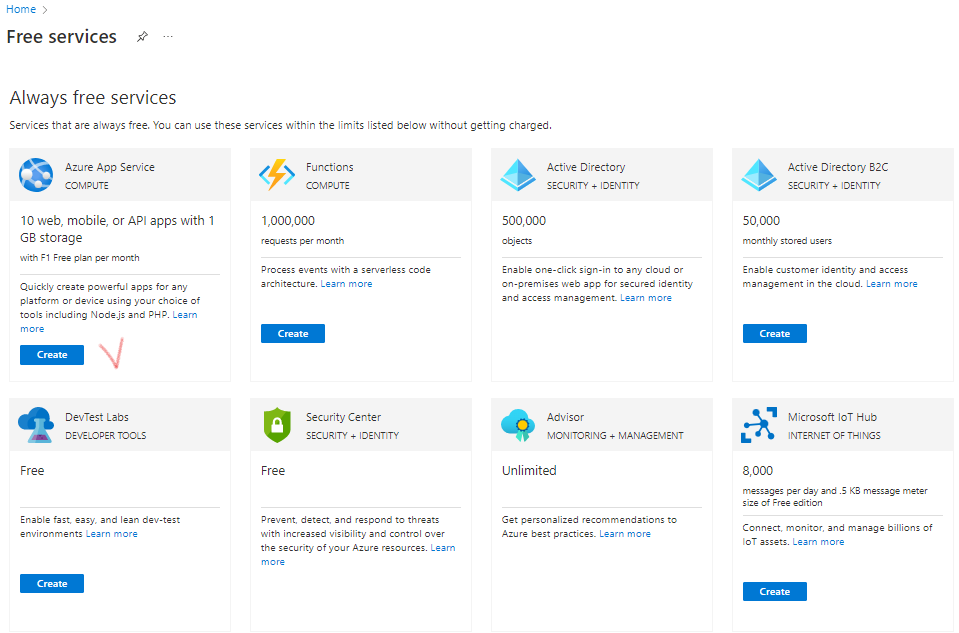 Home >
Free services ...
Always free services
Services that are always free. You can use these services within the limits listed below without getting charged.
Azure App Service
COMPUTE
10 web, mobile, or API apps with 1
GB storage
with F1 Free plan per month
Quickly create powerful apps for any
platform or device using your choice of
tools including Node.js and PHP. Learn
more
Create
Functions
COMPUTE
1,000,000
requests per month
Process events with a serverless code
architecture. Learn more
Create
Active Directory
SECURITY + IDENTITY
500,000
objects
Enable one-click sign-in to any cloud or
on-premises web app for secured identity
and access management. Learn more
Active Directory B2C
SECURITY + IDENTITY
50,000
monthly stored users
Enable customer identity and access
management in the cloud. Learn more
Create
DevTest Labs
DEVELOPER TOOLS
Free
Enable fast, easy, and lean dev-test
environments Learn more
Create
Security Center
SECURITY + IDENTITY
Free
Prevent, detect, and respond to threats
with increased visibility and control over
the security of your Azure resources. Learn
more
Advisor
MONITORING + MANAGEMENT
Unlimited
Get personalized recommendations to
Azure best practices. Learn more
Microsoft IoT Hub
INTERNET OF THINGS
8,000
messages per day and .5 KB message meter
size of Free edition
Connect, monitor, and manage billions of
IoT assets. Learn more
Create